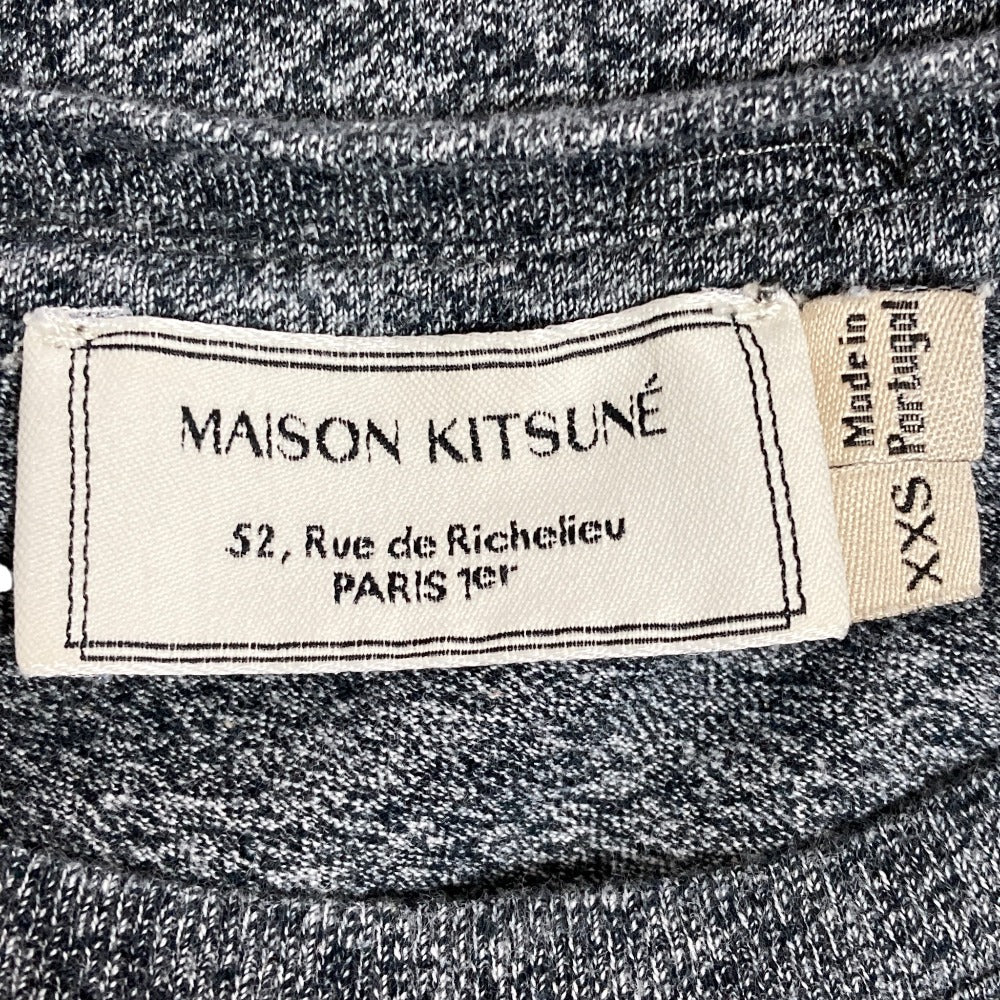 MAISON KITSUNÉ
52, Rue de Richelieu
PARIS 1er
Made in
Portugal
XXS